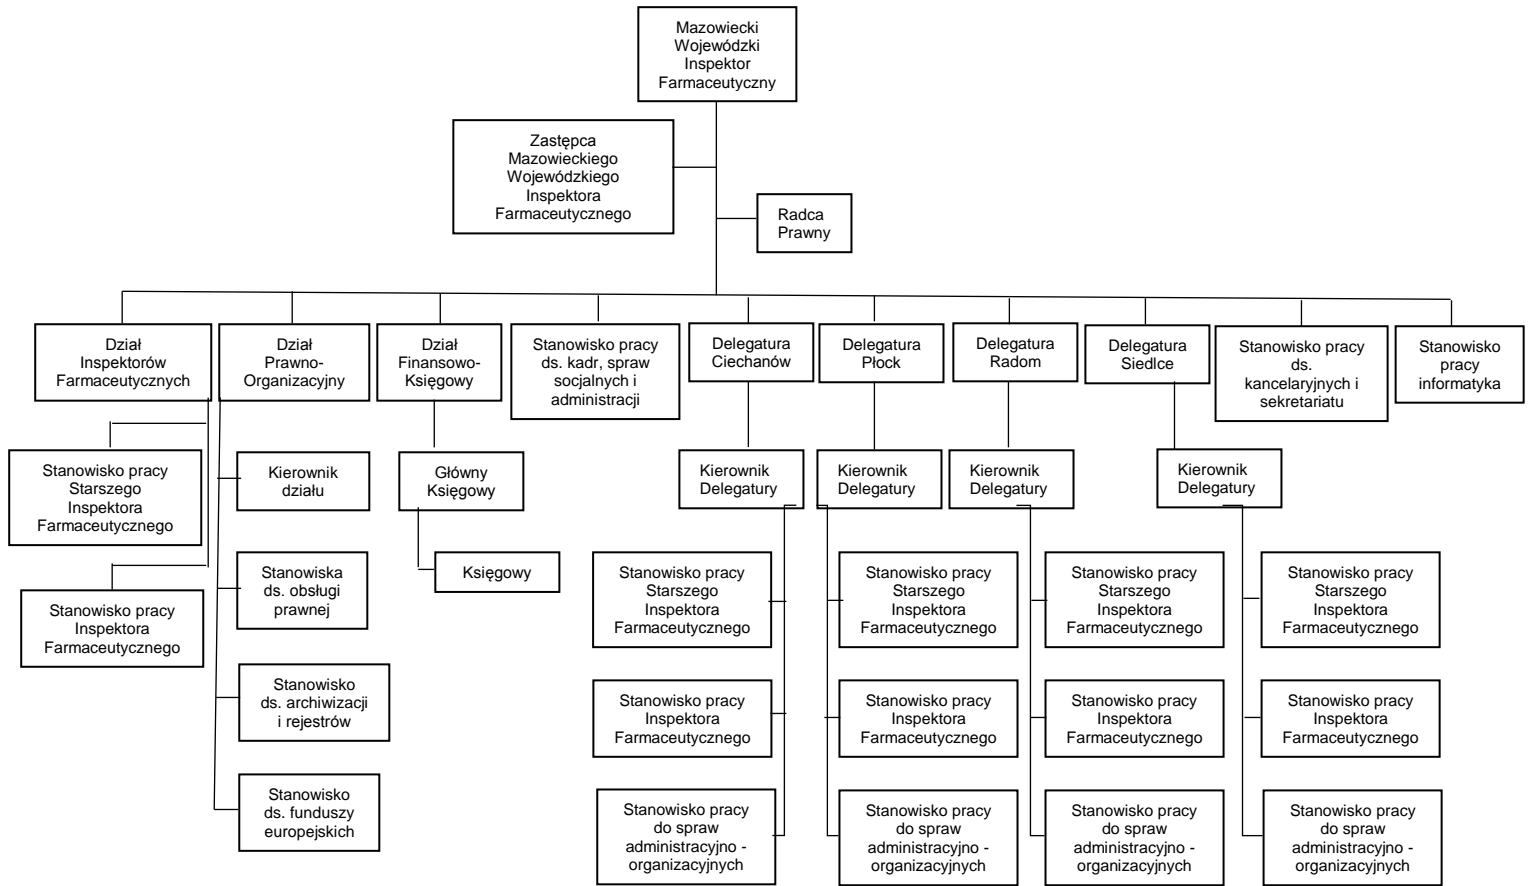 Mazowiecki
Wojewódzki
Inspektor
Farmaceutyczny
Zastępca
Mazowieckiego
Wojewódzkiego
Inspektora
Farmaceutycznego
Radca
Prawny
Dział
Inspektorów
Farmaceutycznych
Dział
Prawno-
Organizacyjny
Dział
Finansowo-
Księgowy
Stanowisko pracy
ds. kadr, spraw
socjalnych i
administracji
Delegatura
Ciechanów
Delegatura
Płock
Delegatura
Radom
Delegatura
Siedlce
Stanowisko pracy
ds.
kancelaryjnych i
sekretariatu
Stanowisko
pracy
informatyka
Stanowisko pracy
Starszego
Inspektora
Farmaceutycznego
Kierownik
działu
Główny
Księgowy
Kierownik
Delegatury
Kierownik
Delegatury
Kierownik
Delegatury
Kierownik
Delegatury
Stanowisko pracy
Inspektora
Farmaceutycznego
Stanowiska
ds. obsługi
prawnej
Księgowy
Stanowisko pracy
Starszego
Inspektora
Farmaceutycznego
Stanowisko pracy
Starszego
Inspektora
Farmaceutycznego
Stanowisko pracy
Starszego
Inspektora
Farmaceutycznego
Stanowisko pracy
Starszego
Inspektora
Farmaceutycznego
Stanowisko
ds. archiwizacji
i rejestrów
Stanowisko pracy
Inspektora
Farmaceutycznego
Stanowisko pracy
Inspektora
Farmaceutycznego
Stanowisko pracy
Inspektora
Farmaceutycznego
Stanowisko pracy
Inspektora
Farmaceutycznego
Stanowisko
ds. funduszy
europejskich
Stanowisko pracy
do spraw
administracyjno -
organizacyjnych
Stanowisko pracy
do spraw
administracyjno -
organizacyjnych
Stanowisko pracy
do spraw
administracyjno -
organizacyjnych
Stanowisko pracy
do spraw
administracyjno -
organizacyjnych